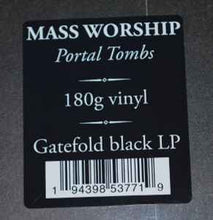 MASS WORSHIP
Portal Tombs
180g vinyl
Gatefold black LP
1 94398 53771 9